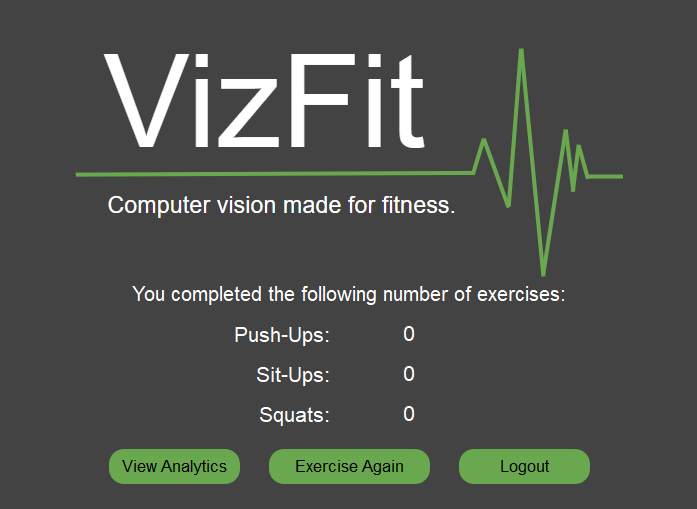 VizFit
Computer vision made for fitness.
You completed the following number of exercises:
Push-Ups: 0
Sit-Ups: 0
Squats: 0
View Analytics Exercise Again Logout